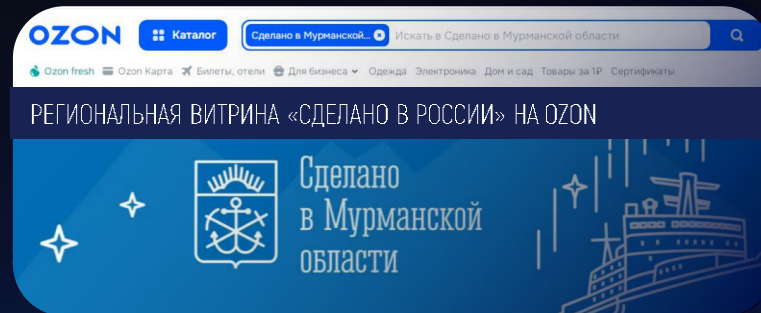 OZON Каталог Сделано в Мурманской... Искать в Сделано в Мурманской области
Ozon fresh Ozon Карта Билеты, отели Для бизнеса Одежда Электроника Дом и сад Товары за 1₽ Сертификаты
РЕГИОНАЛЬНАЯ ВИТРИНА «СДЕЛАНО В РОССИИ» НА OZON
Сделано
в Мурманской
области